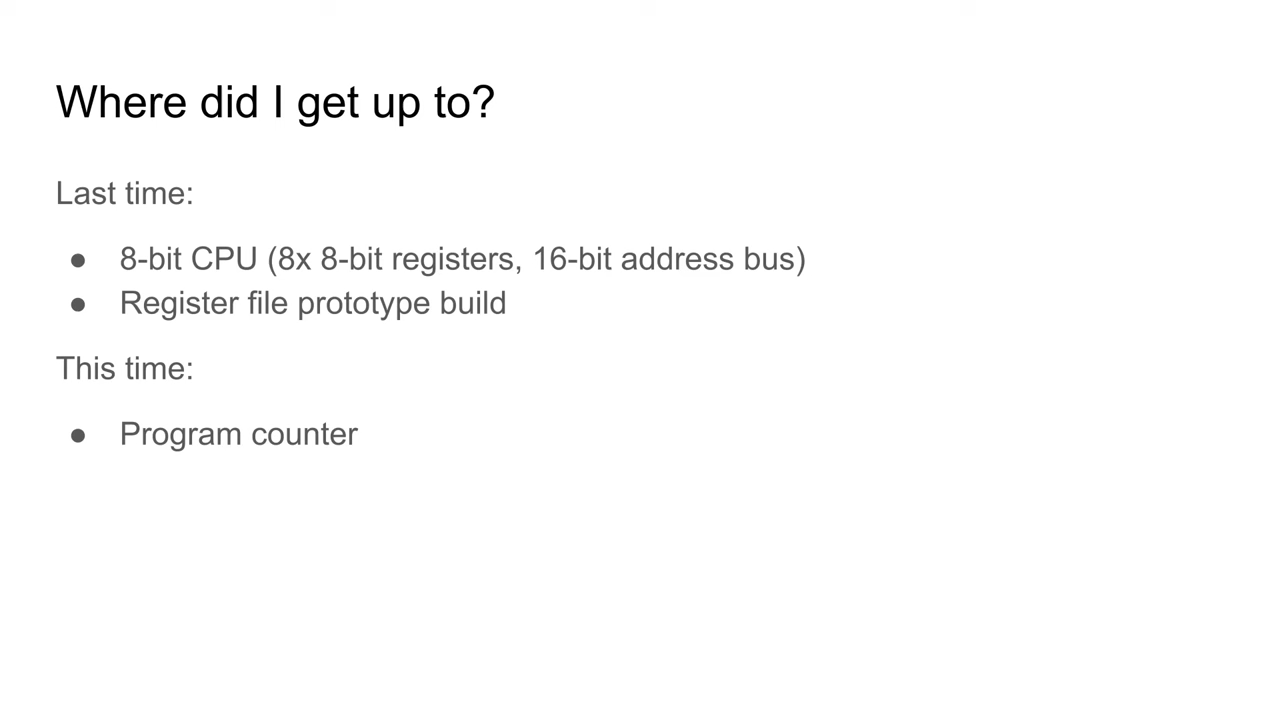 Where did I get up to?
Last time:
● 8-bit CPU (8x 8-bit registers, 16-bit address bus)
● Register file prototype build
This time:
● Program counter